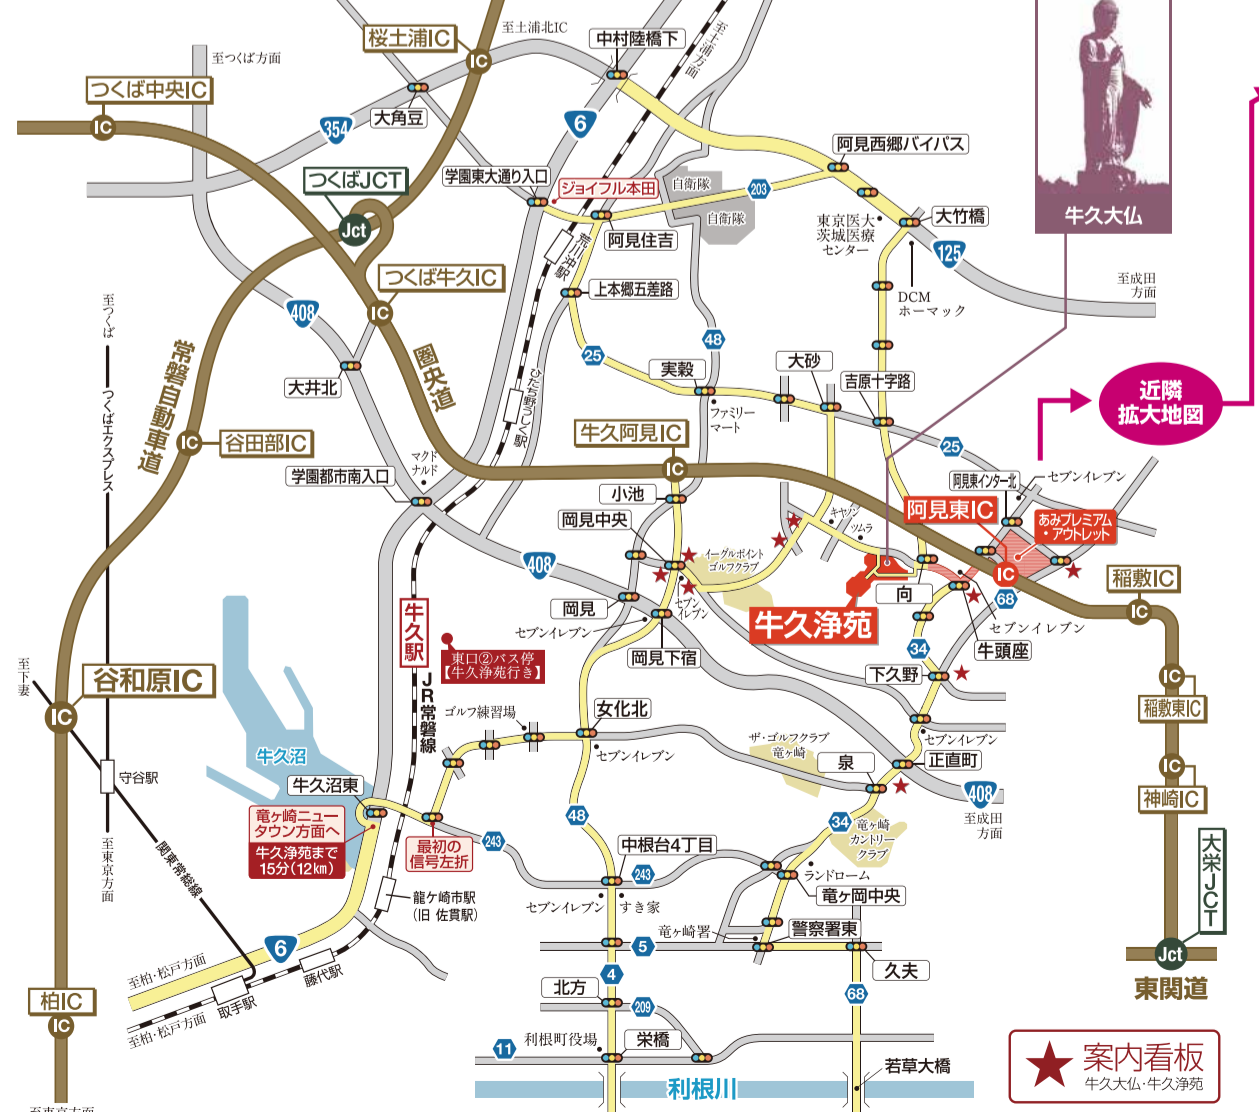 至土浦北IC
桜土浦IC
IC
中村陸橋下
至土浦方面
至つくば方面
つくば中央IC
IC
大角豆
354
6
牛久大仏
つくばJCT
Jct
学園東大通り入口
ジョイフル本田
自衛隊
自衛隊
203
阿見西郷バイパス
東京医大
茨城医療
センター
大竹橋
125
至成田
方面
阿見住吉
荒川沖駅
上本郷五差路
DCM
ホーマック
つくば牛久IC
IC
408
至つくば
つくばエクスプレス
常磐自動車道
圏央道
大井北
25
48
実穀
ファミリー
マート
大砂
吉原十字路
25
近隣
拡大地図
ひたち野うしく駅
谷田部IC
IC
牛久阿見IC
IC
マクド
ナルド
学園都市南入口
小池
岡見中央
キヤノン
ツムラ
阿見東インター北
セブンイレブン
阿見東IC
IC
あみプレミアム
・アウトレット
イーグルポイント
ゴルフクラブ
408
岡見
セブン
イレブン
セブンイレブン
岡見下宿
牛久浄苑
向
68
稲敷IC
IC
セブンイレブン
牛頭座
34
下久野
牛久駅
東口②バス停
【牛久浄苑行き】
JR常磐線
至下妻
谷和原IC
IC
IC
稲敷東IC
ゴルフ練習場
女化北
セブンイレブン
ザ・ゴルフクラブ
竜ヶ崎
泉
セブンイレブン
正直町
408
至成田
方面
IC
神崎IC
牛久沼
牛久沼東
守谷駅
竜ヶ崎ニュー
タウン方面へ
牛久浄苑まで
15分(12km)
最初の
信号左折
243
48
34
竜ヶ崎
カントリー
クラブ
中根台4丁目
243
至東京方面
関東常総線
龍ケ崎市駅
(旧 佐貫駅)
セブンイレブン
すき家
ランドローム
竜ヶ岡中央
大栄JCT
Jct
東関道
竜ヶ崎署
警察署東
5
久夫
6
至柏・松戸方面
藤代駅
取手駅
至柏・松戸方面
4
北方
209
68
柏IC
IC
利根町役場
栄橋
11
若草大橋
利根川
案内看板
牛久大仏・牛久浄苑
至東京方面